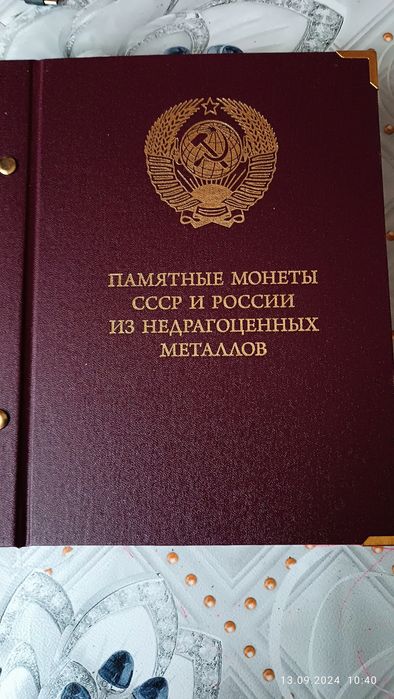 ПАМЯТНЫЕ МОНЕТЫ
СССР И РОССИИ
ИЗ НЕДРАГОЦЕННЫХ
МЕТАЛЛОВ
13.09.2024 10:40